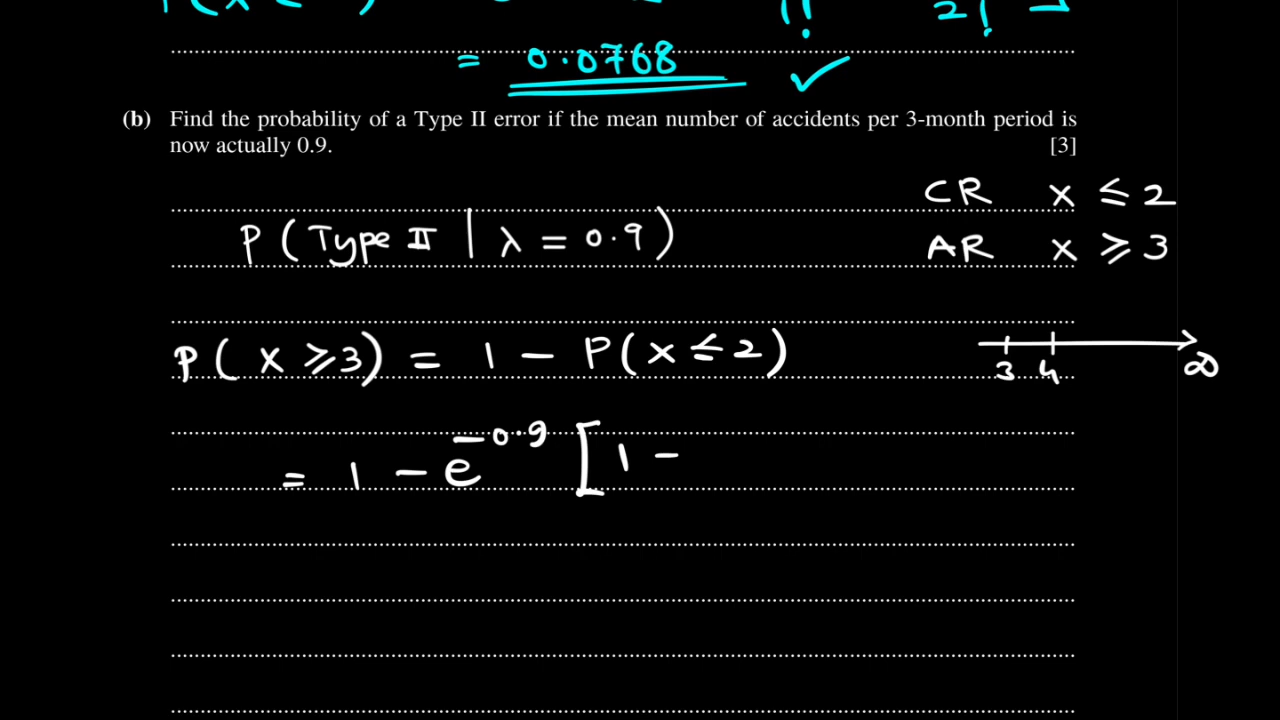 1! 2!
= 0.0768 ✓
(b) Find the probability of a Type II error if the mean number of accidents per 3-month period is
now actually 0.9. [3]
CR x ≤ 2
P ( Type II | λ = 0.9 ) AR x ≥ 3
P ( x ≥ 3 ) = 1 - P ( x ≤ 2 ) 3 4 ∞
= 1 - e^-0.9 [ 1 -